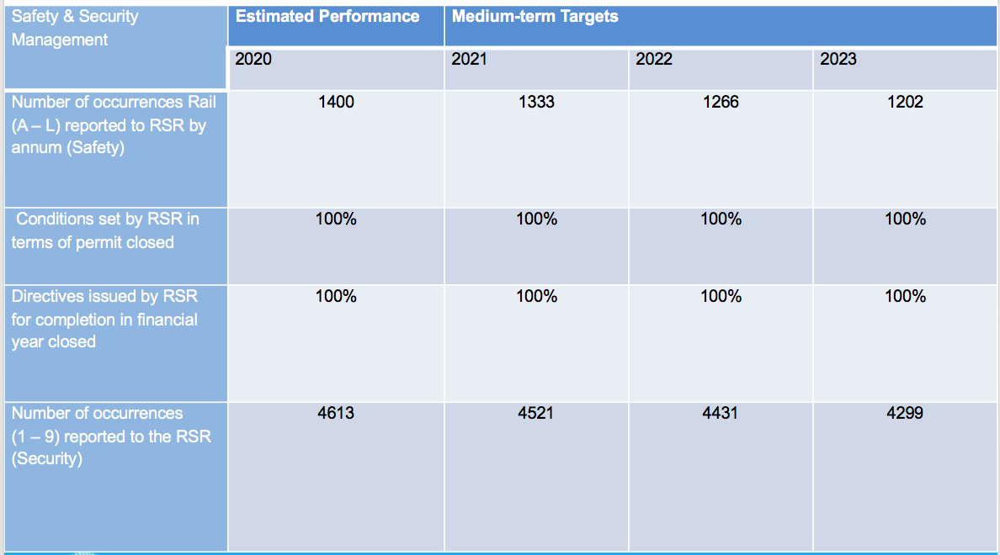 Safety & Security
Management
Estimated Performance
Medium-term Targets
2020
2021
2022
2023
Number of occurrences Rail
(A – L) reported to RSR by
annum (Safety)
1400
1333
1266
1202
Conditions set by RSR in
terms of permit closed
100%
100%
100%
100%
Directives issued by RSR
for completion in financial
year closed
100%
100%
100%
100%
Number of occurrences
(1 – 9) reported to the RSR
(Security)
4613
4521
4431
4299